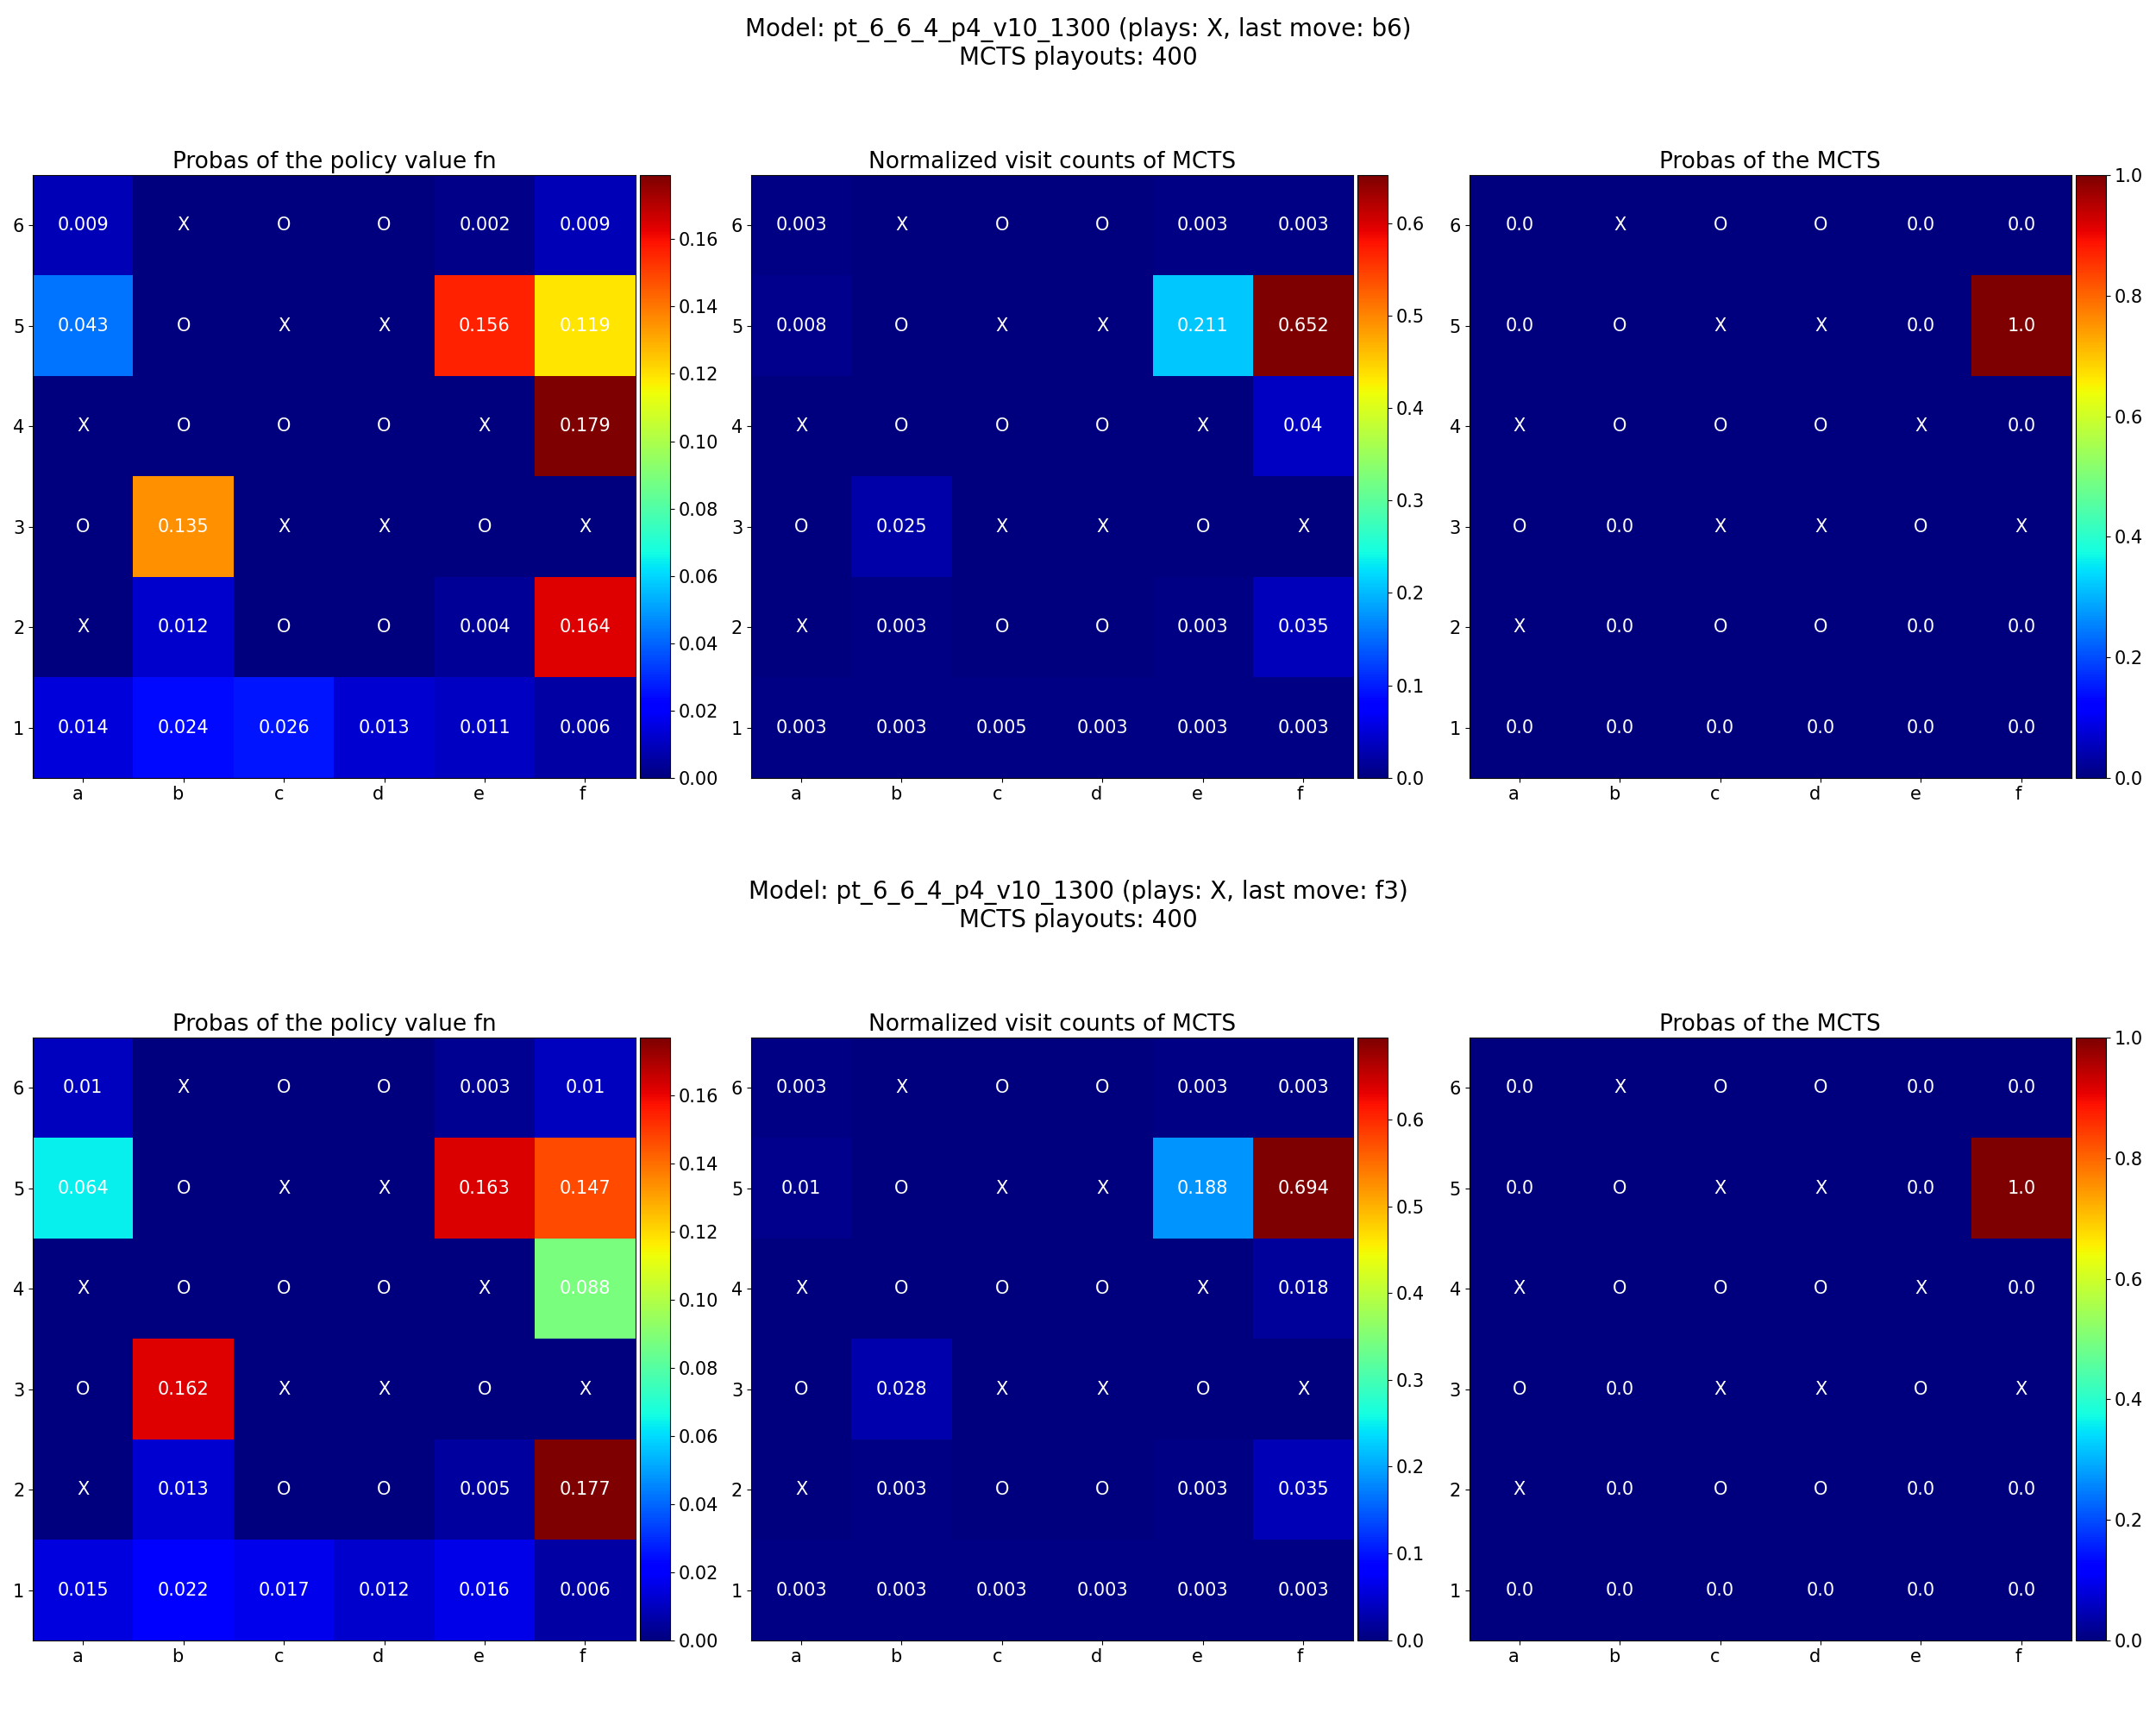 Model: pt_6_6_4_p4_v10_1300 (plays: X, last move: b6)
MCTS playouts: 400
Probas of the policy value fn
6 0.009 X O O 0.002 0.009
5 0.043 O X X 0.156 0.119
4 X O O O X 0.179
3 O 0.135 X X O X
2 X 0.012 O O 0.004 0.164
1 0.014 0.024 0.026 0.013 0.011 0.006
a b c d e f
0.16
0.14
0.12
0.10
0.08
0.06
0.04
0.02
0.00
Normalized visit counts of MCTS
6 0.003 X O O 0.003 0.003
5 0.008 O X X 0.211 0.652
4 X O O O X 0.04
3 O 0.025 X X O X
2 X 0.003 O O 0.003 0.035
1 0.003 0.003 0.005 0.003 0.003 0.003
a b c d e f
0.6
0.5
0.4
0.3
0.2
0.1
0.0
Probas of the MCTS
6 0.0 X O O 0.0 0.0
5 0.0 O X X 0.0 1.0
4 X O O O X 0.0
3 O 0.0 X X O X
2 X 0.0 O O 0.0 0.0
1 0.0 0.0 0.0 0.0 0.0 0.0
a b c d e f
1.0
0.8
0.6
0.4
0.2
0.0
Model: pt_6_6_4_p4_v10_1300 (plays: X, last move: f3)
MCTS playouts: 400
Probas of the policy value fn
6 0.01 X O O 0.003 0.01
5 0.064 O X X 0.163 0.147
4 X O O O X 0.088
3 O 0.162 X X O X
2 X 0.013 O O 0.005 0.177
1 0.015 0.022 0.017 0.012 0.016 0.006
a b c d e f
0.16
0.14
0.12
0.10
0.08
0.06
0.04
0.02
0.00
Normalized visit counts of MCTS
6 0.003 X O O 0.003 0.003
5 0.01 O X X 0.188 0.694
4 X O O O X 0.018
3 O 0.028 X X O X
2 X 0.003 O O 0.003 0.035
1 0.003 0.003 0.003 0.003 0.003 0.003
a b c d e f
0.6
0.5
0.4
0.3
0.2
0.1
0.0
Probas of the MCTS
6 0.0 X O O 0.0 0.0
5 0.0 O X X 0.0 1.0
4 X O O O X 0.0
3 O 0.0 X X O X
2 X 0.0 O O 0.0 0.0
1 0.0 0.0 0.0 0.0 0.0 0.0
a b c d e f
1.0
0.8
0.6
0.4
0.2
0.0